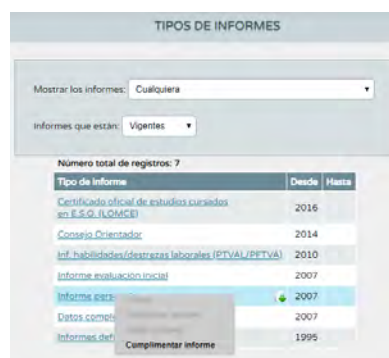 TIPOS DE INFORMES
Mostrar los informes: Cualquiera
Informes que están: Vigentes
Número total de registros: 7
Tipo de Informe Desde Hasta
Certificado oficial de estudios cursados
en E.S.O. (LOMCE) 2016
Consejo Orientador 2014
Inf. habilidades/destrezas laborales (PTVAL/PFTVA) 2010
Informe evaluación inicial 2007
Informe pers 2007
Datos comple 2007
Informes def 1995
Cumplimentar informe